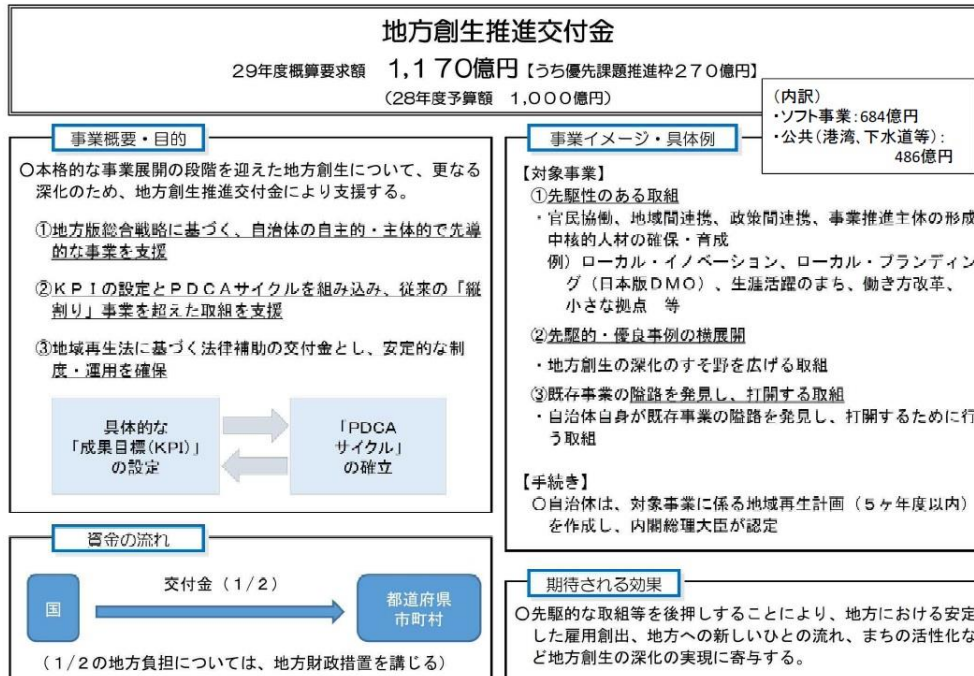 地方創生推進交付金
29年度概算要求額 1,170億円【うち優先課題推進枠270億円】
(28年度予算額 1,000億円)
(内訳)
・ソフト事業:684億円
・公共(港湾、下水道等):
486億円
事業概要・目的
○本格的な事業展開の段階を迎えた地方創生について、更なる
深化のため、地方創生推進交付金により支援する。
①地方版総合戦略に基づく、自治体の自主的・主体的で先導
的な事業を支援
②KPIの設定とPDCAサイクルを組み込み、従来の「縦
割り」事業を超えた取組を支援
③地域再生法に基づく法律補助の交付金とし、安定的な制
度・運用を確保
具体的な
「成果目標(KPI)」
の設定
「PDCA
サイクル」
の確立
資金の流れ
国
交付金(1/2)
都道府県
市町村
(1/2の地方負担については、地方財政措置を講じる)
事業イメージ・具体例
【対象事業】
①先駆性のある取組
・官民協働、地域間連携、政策間連携、事業推進主体の形成
中核的人材の確保・育成
例)ローカル・イノベーション、ローカル・ブランディン
グ(日本版DMO)、生涯活躍のまち、働き方改革、
小さな拠点 等
②先駆的・優良事例の横展開
・地方創生の深化のすそ野を広げる取組
③既存事業の隘路を発見し、打開する取組
・自治体自身が既存事業の隘路を発見し、打開するために行
う取組
【手続き】
○自治体は、対象事業に係る地域再生計画(5ヶ年度以内)
を作成し、内閣総理大臣が認定
期待される効果
○先駆的な取組等を後押しすることにより、地方における安定
した雇用創出、地方への新しいひとの流れ、まちの活性化な
ど地方創生の深化の実現に寄与する。